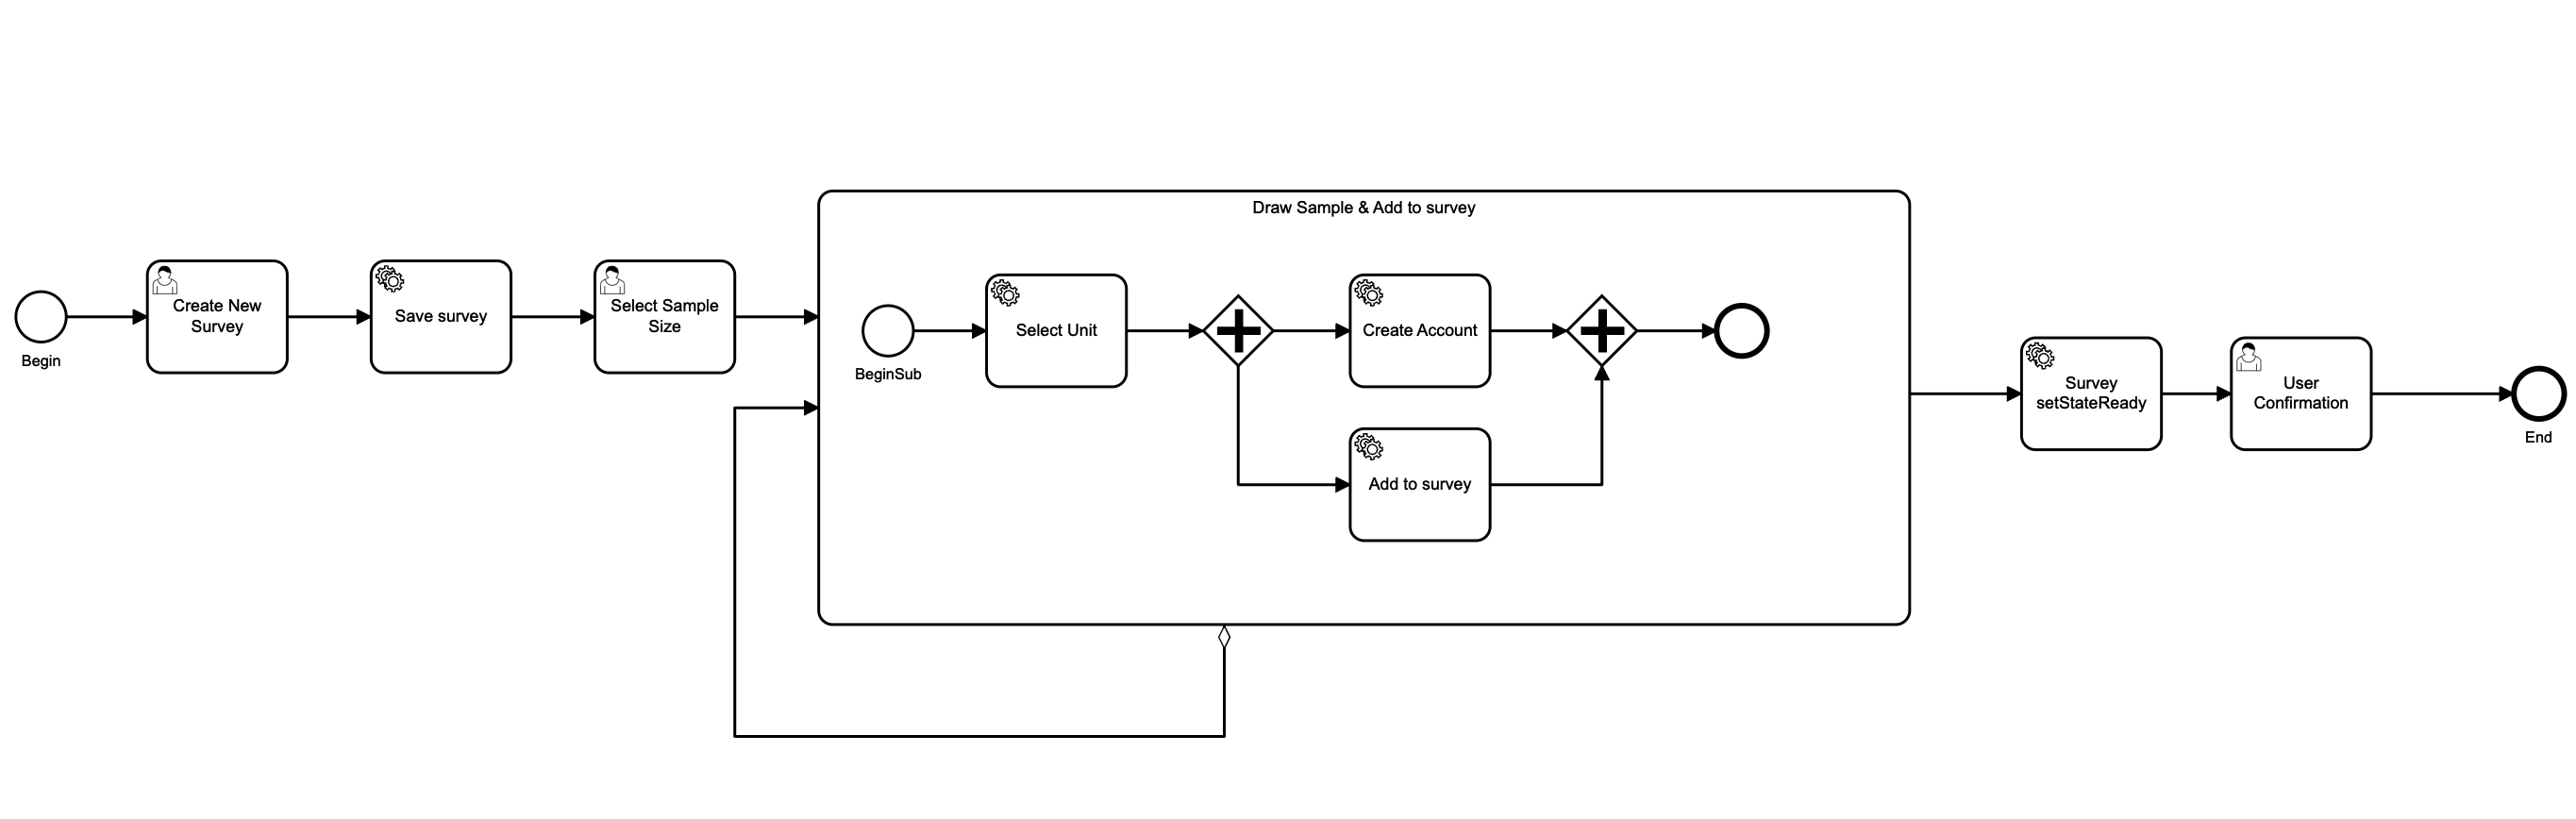 Begin
Create New
Survey
Save survey
Select Sample
Size
Draw Sample & Add to survey
BeginSub
Select Unit
Create Account
Add to survey
Survey
setStateReady
User
Confirmation
End